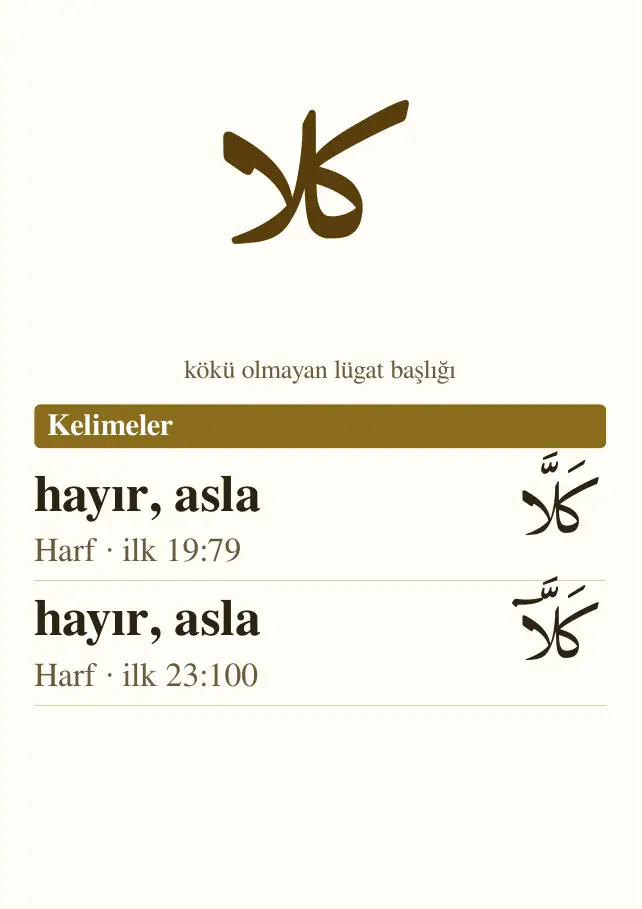 كلا
kökü olmayan lügat başlığı
Kelimeler
hayır, asla كَلَّا
Harf · ilk 19:79
hayır, asla كَلَّآ
Harf · ilk 23:100